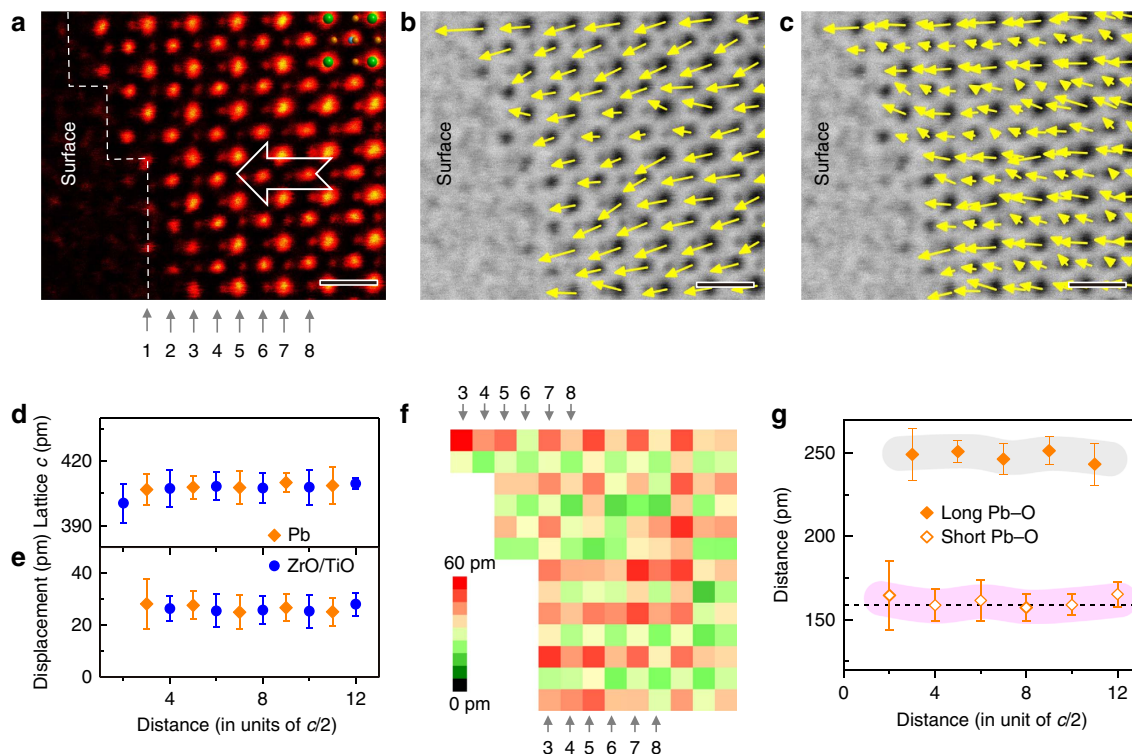 a
b
c
Surface
Surface
Surface
1 2 3 4 5 6 7 8
d
Lattice c (pm)
420
390
Pb
e
Displacement (pm)
ZrO/TiO
40
20
0
0 4 8 12
Distance (in units of c/2)
f
3 4 5 6 7 8
60 pm
0 pm
3 4 5 6 7 8
g
Distance (pm)
250
200
150
Long Pb–O
Short Pb–O
0 4 8 12
Distance (in unit of c/2)